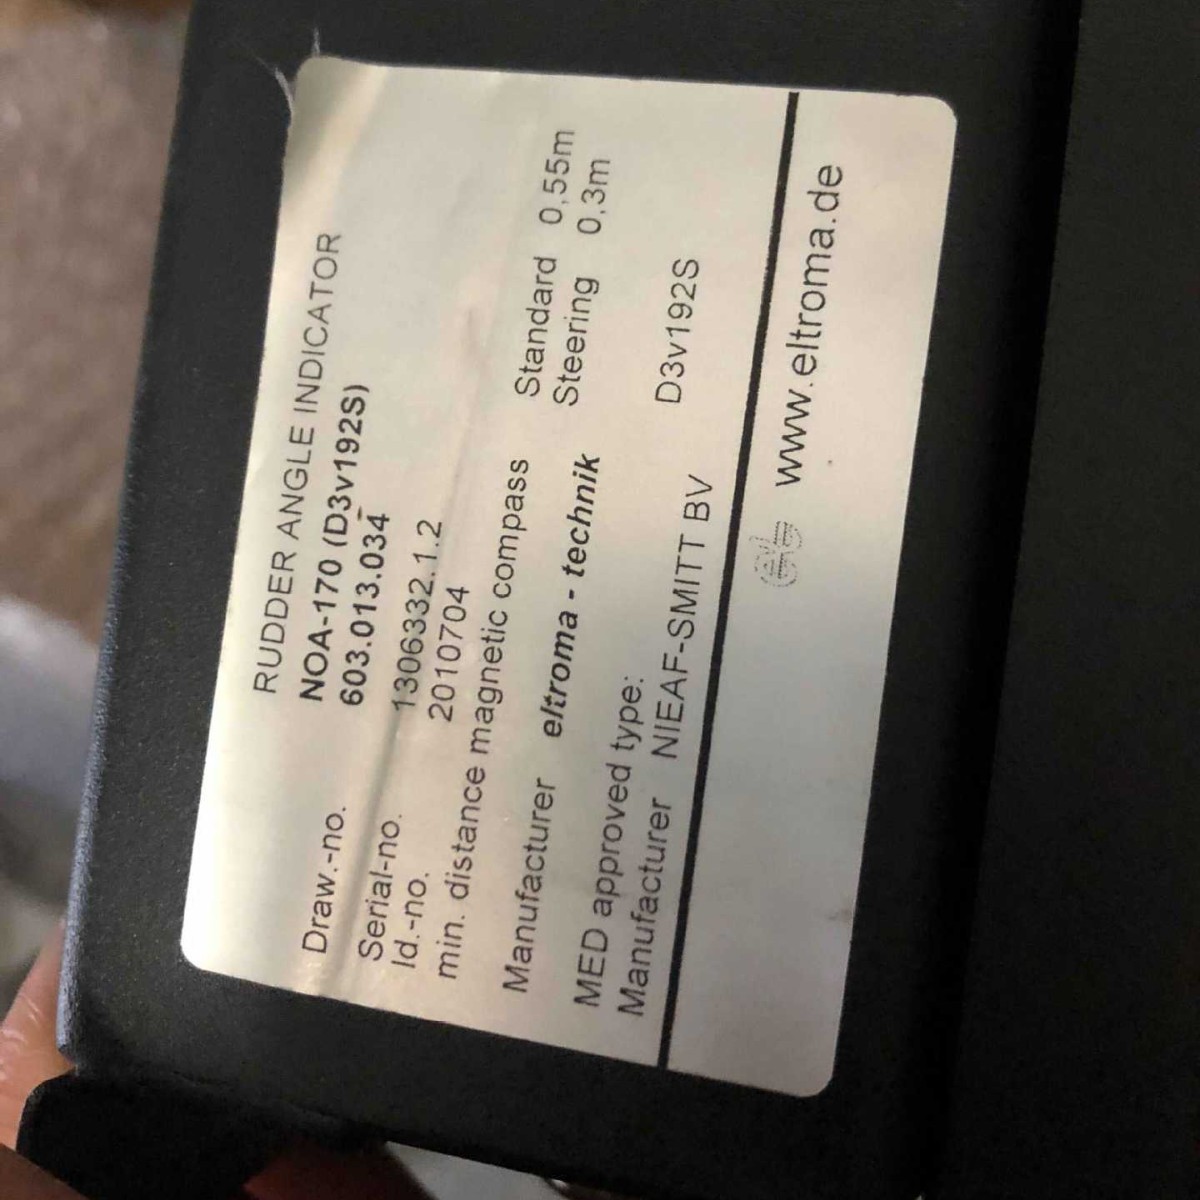 RUDDER ANGLE INDICATOR
NOA-170 (D3v192S)
Draw.-no. 603.013.034
Serial-no. 1306332.1.2
Id.-no. 2010704
min. distance magnetic compass Standard 0,55m
Steering 0,3m
Manufacturer eltroma - technik
MED approved type:
Manufacturer NIEAF-SMITT BV D3v192S
www.eltroma.de